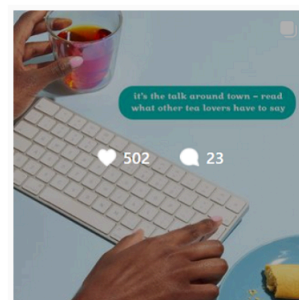 it's the talk around town – read
what other tea lovers have to say
502
23